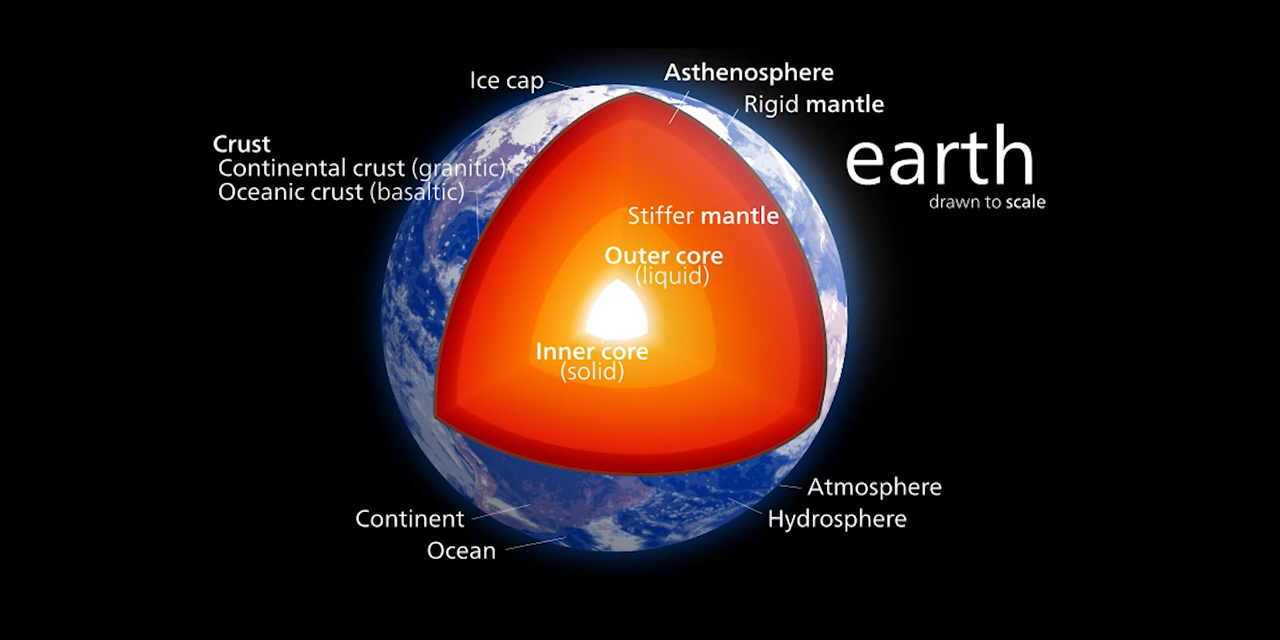 Ice cap
Asthenosphere
Rigid mantle
Crust
Continental crust (granitic)
Oceanic crust (basaltic)
earth
drawn to scale
Stiffer mantle
Outer core
(liquid)
Inner core
(solid)
Atmosphere
Hydrosphere
Continent
Ocean